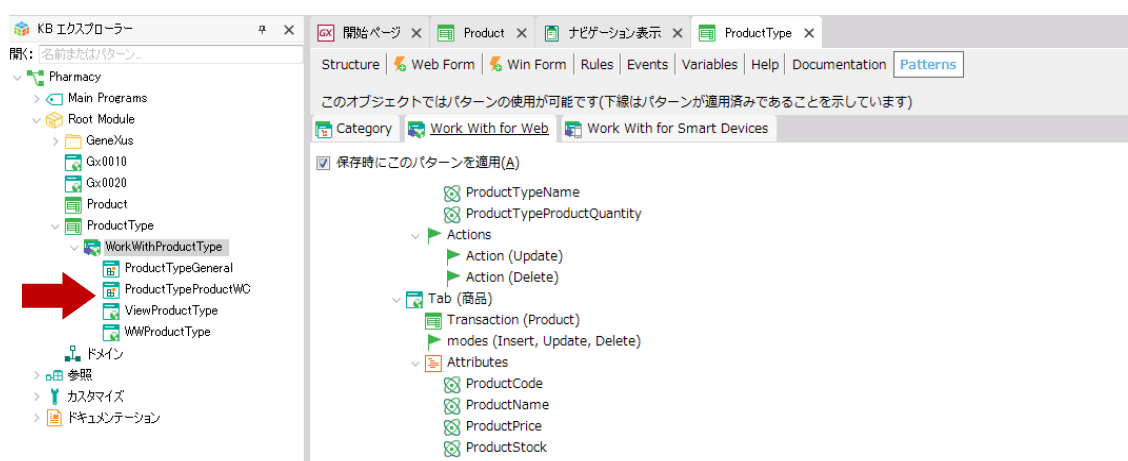 KB エクスプローラー
開く: 名前またはパターン...
Pharmacy
Main Programs
Root Module
GeneXus
Gx0010
Gx0020
Product
ProductType
WorkWithProductType
ProductTypeGeneral
ProductTypeProductWC
ViewProductType
WWProductType
ドメイン
参照
カスタマイズ
ドキュメンテーション
GX 開始ページ Product ナビゲーション表示 ProductType
Structure Web Form Win Form Rules Events Variables Help Documentation Patterns
このオブジェクトではパターンの使用が可能です(下線はパターンが適用済みであることを示しています)
Category Work With for Web Work With for Smart Devices
保存時にこのパターンを適用(A)
ProductTypeName
ProductTypeProductQuantity
Actions
Action (Update)
Action (Delete)
Tab (商品)
Transaction (Product)
modes (Insert, Update, Delete)
Attributes
ProductCode
ProductName
ProductPrice
ProductStock